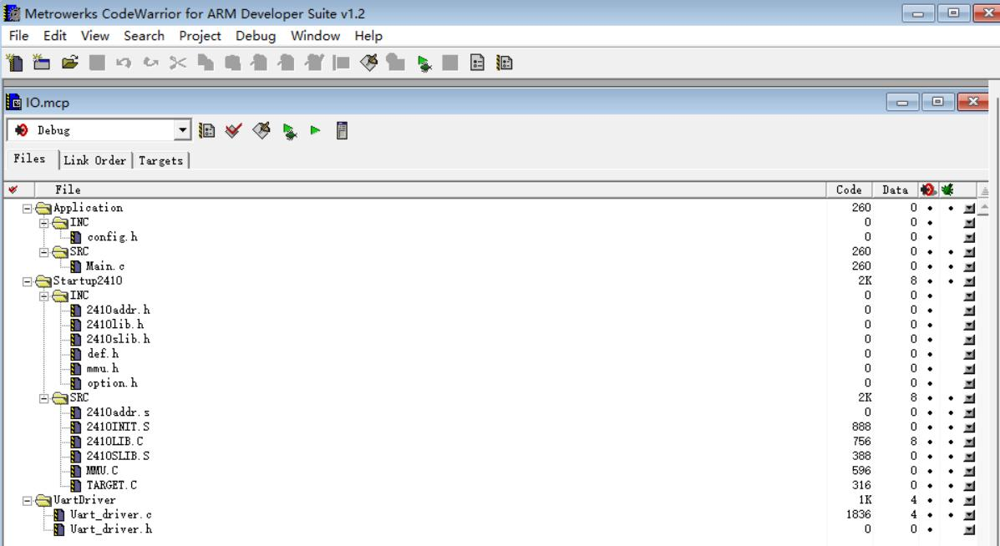 Metrowerks CodeWarrior for ARM Developer Suite v1.2
File Edit View Search Project Debug Window Help
IO.mcp
Debug
Files Link Order Targets
File Code Data
Application 260 0
INC 0 0
config.h 0 0
SRC 260 0
Main.c 260 0
Startup2410 2K 8
INC 0 0
2410addr.h 0 0
2410lib.h 0 0
2410slib.h 0 0
def.h 0 0
mmu.h 0 0
option.h 0 0
SRC 2K 8
2410addr.s 0 0
2410INIT.S 888 0
2410LIB.C 756 8
2410SLIB.S 388 0
MMU.C 596 0
TARGET.C 316 0
UartDriver 1K 4
Uart_driver.c 1836 4
Uart_driver.h 0 0